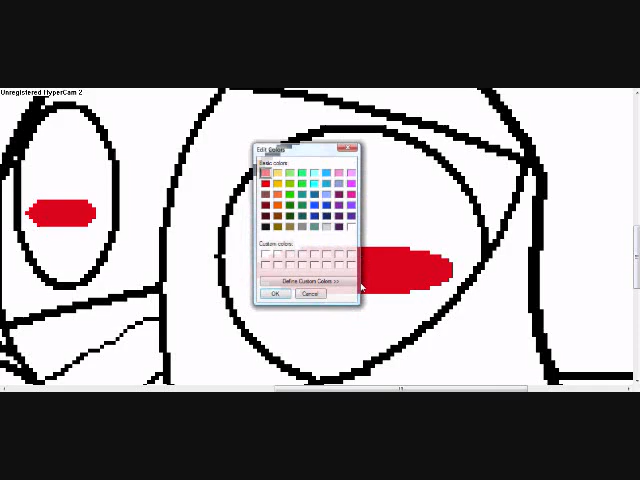 Unregistered HyperCam 2
Edit Colors
Basic colors:
Custom colors:
Define Custom Colors >>
OK
Cancel